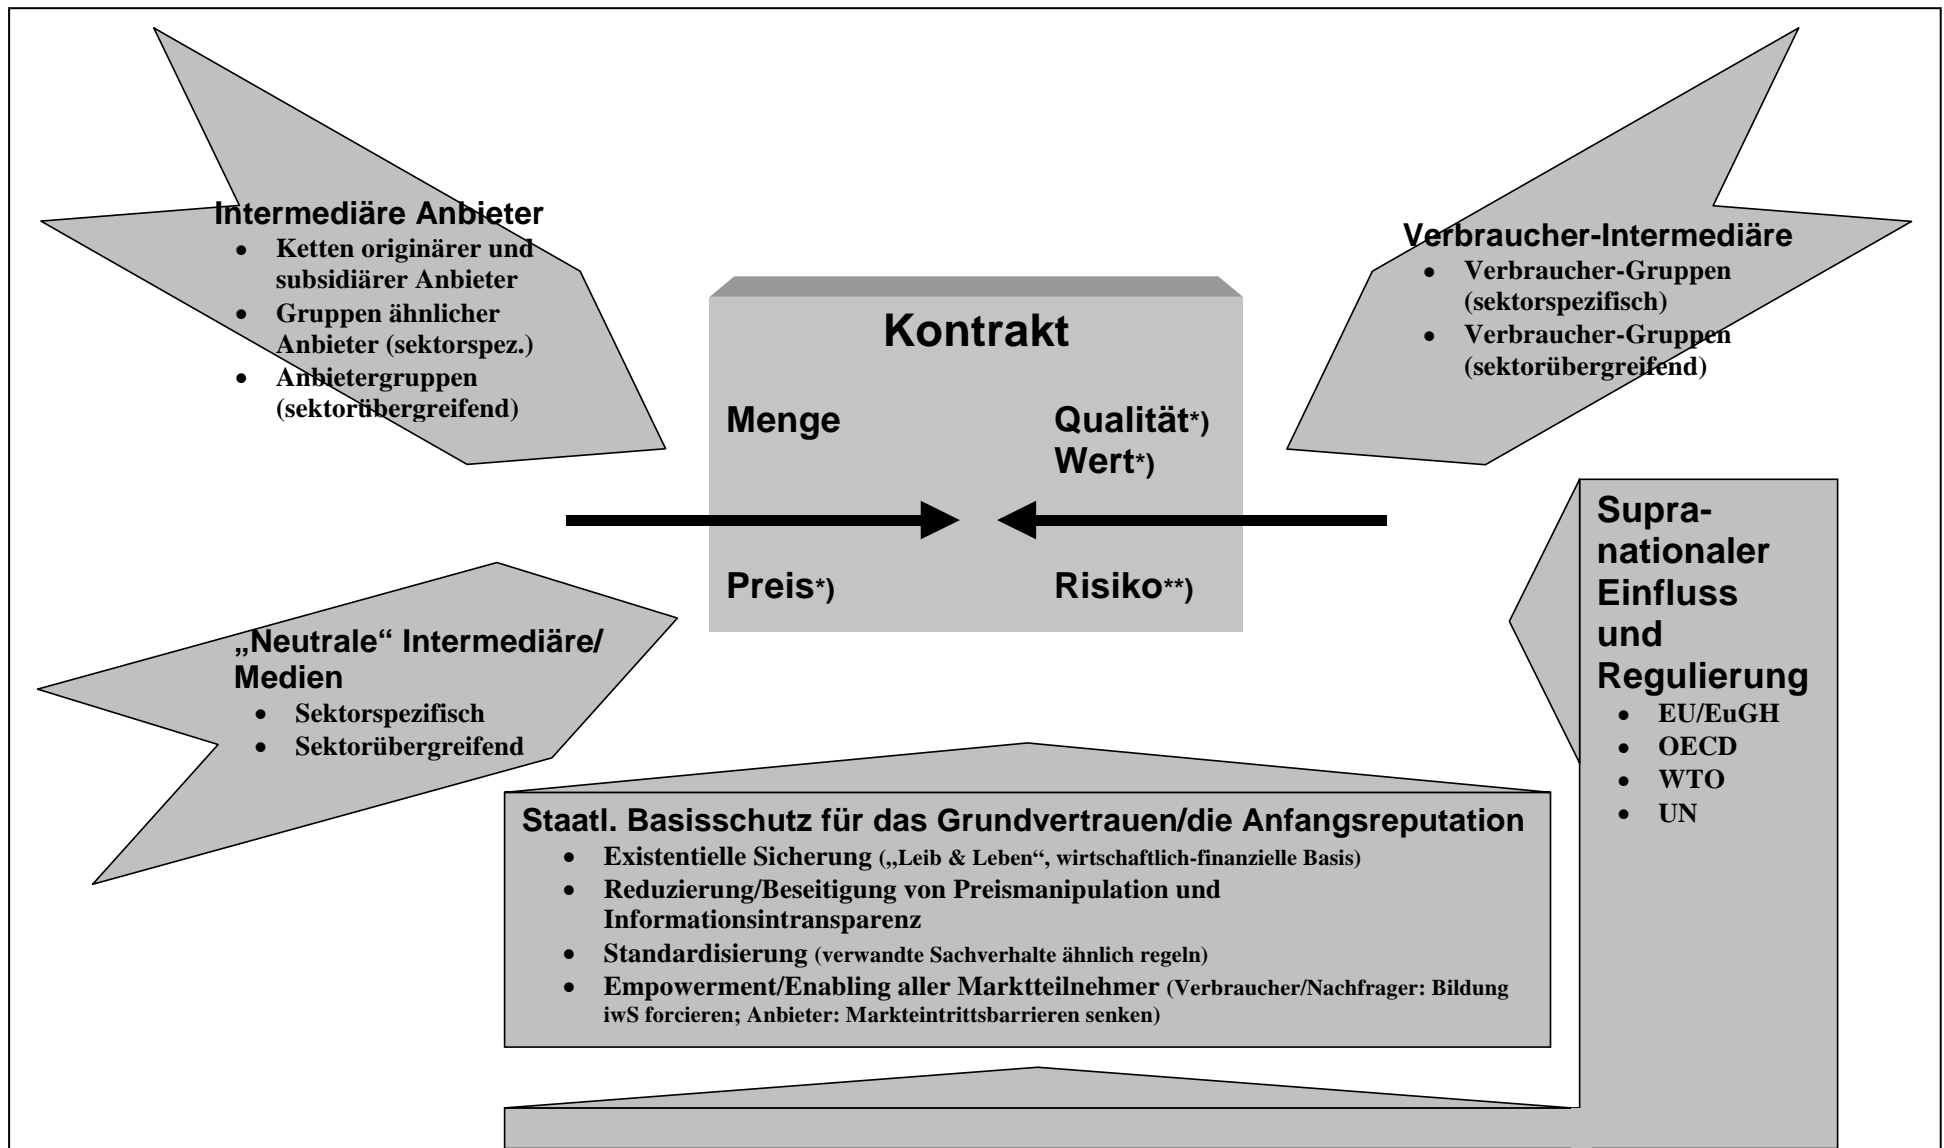 Intermediäre Anbieter
• Ketten originärer und
subsidiärer Anbieter
• Gruppen ähnlicher
Anbieter (sektorspez.)
• Anbietergruppen
(sektorübergreifend)
Verbraucher-Intermediäre
• Verbraucher-Gruppen
(sektorspezifisch)
• Verbraucher-Gruppen
(sektorübergreifend)
Kontrakt
Menge
Qualität*)
Wert*)
Preis*)
Risiko**)
Supra-
nationaler
Einfluss
und
Regulierung
• EU/EuGH
• OECD
• WTO
• UN
„Neutrale“ Intermediäre/
Medien
• Sektorspezifisch
• Sektorübergreifend
Staatl. Basisschutz für das Grundvertrauen/die Anfangsreputation
• Existentielle Sicherung („Leib & Leben“, wirtschaftlich-finanzielle Basis)
• Reduzierung/Beseitigung von Preismanipulation und
Informationsintransparenz
• Standardisierung (verwandte Sachverhalte ähnlich regeln)
• Empowerment/Enabling aller Marktteilnehmer (Verbraucher/Nachfrager: Bildung
iwS forcieren; Anbieter: Markteintrittsbarrieren senken)